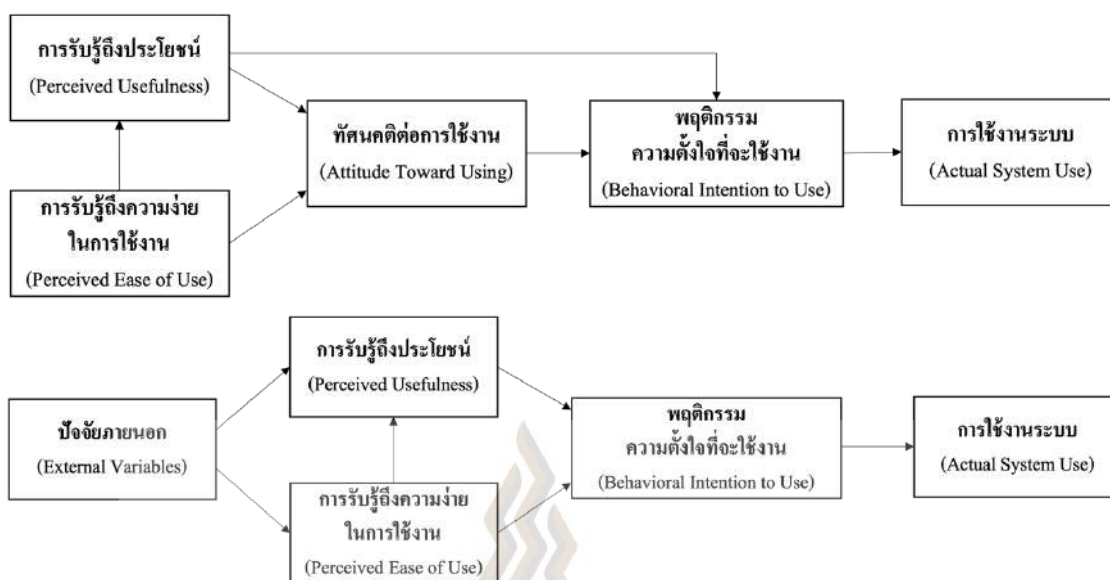 การรับรู้ถึงประโยชน์
(Perceived Usefulness)
การรับรู้ถึงความง่าย
ในการใช้งาน
(Perceived Ease of Use)
ทัศนคติต่อการใช้งาน
(Attitude Toward Using)
พฤติกรรม
ความตั้งใจที่จะใช้งาน
(Behavioral Intention to Use)
การใช้งานระบบ
(Actual System Use)
ปัจจัยภายนอก
(External Variables)
การรับรู้ถึงประโยชน์
(Perceived Usefulness)
การรับรู้ถึงความง่าย
ในการใช้งาน
(Perceived Ease of Use)
พฤติกรรม
ความตั้งใจที่จะใช้งาน
(Behavioral Intention to Use)
การใช้งานระบบ
(Actual System Use)